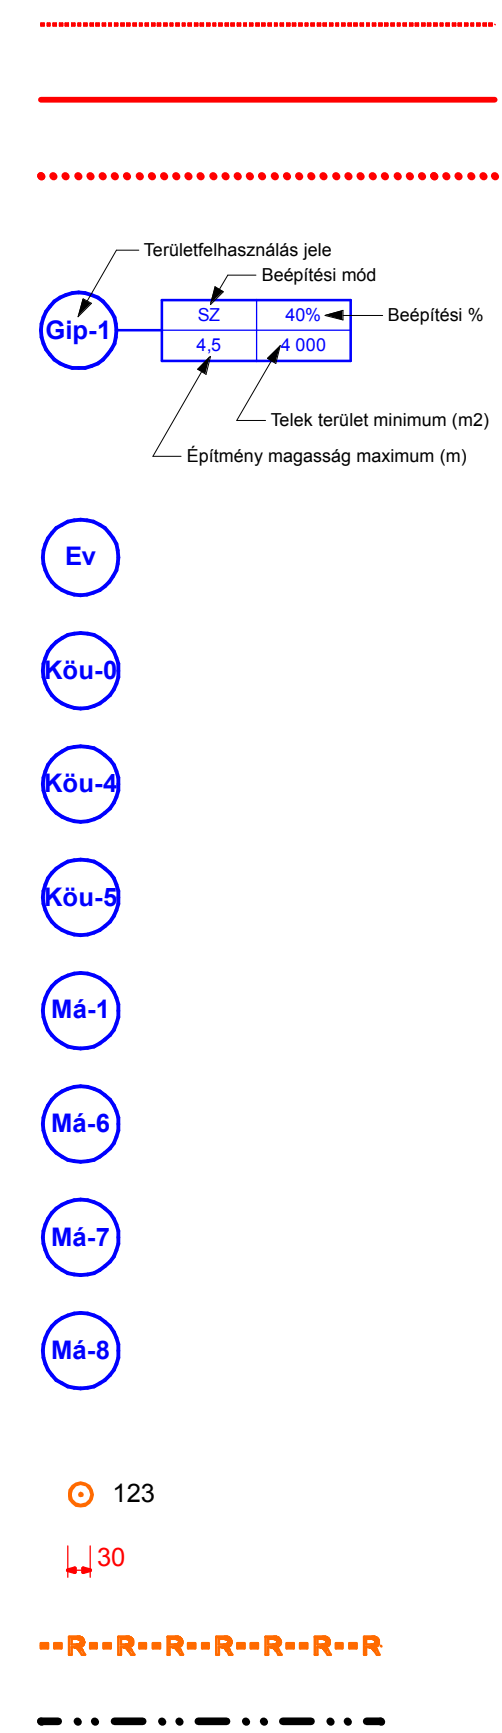 Területfelhasználás jele
Beépítési mód
Gip-1
SZ 40% Beépítési %
4,5 4 000
Telek terület minimum (m2)
Építmény magasság maximum (m)
Ev
Köu-0
Köu-4
Köu-5
Má-1
Má-6
Má-7
Má-8
123
30
R R R R R R R